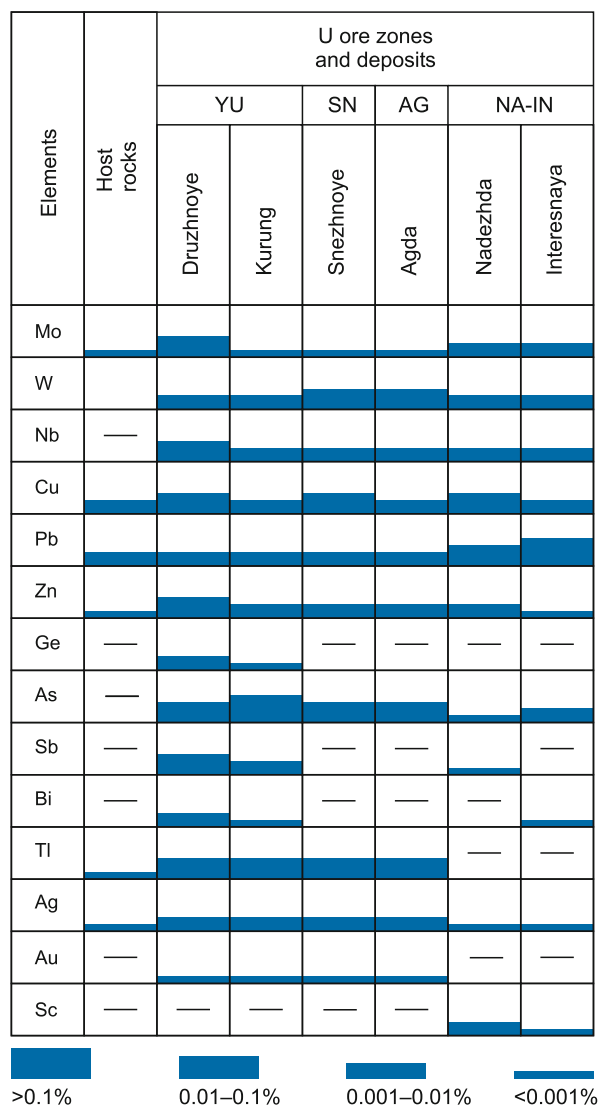 U ore zones
and deposits
Elements
Host
rocks
YU
SN
AG
NA-IN
Druzhnoye
Kurung
Snezhnoye
Agda
Nadezhda
Interesnaya
Mo
W
Nb —
Cu
Pb
Zn
Ge — — — — —
As —
Sb — — — —
Bi — — — —
Tl — —
Ag
Au — — —
Sc — — — — —
>0.1% 0.01–0.1% 0.001–0.01% <0.001%